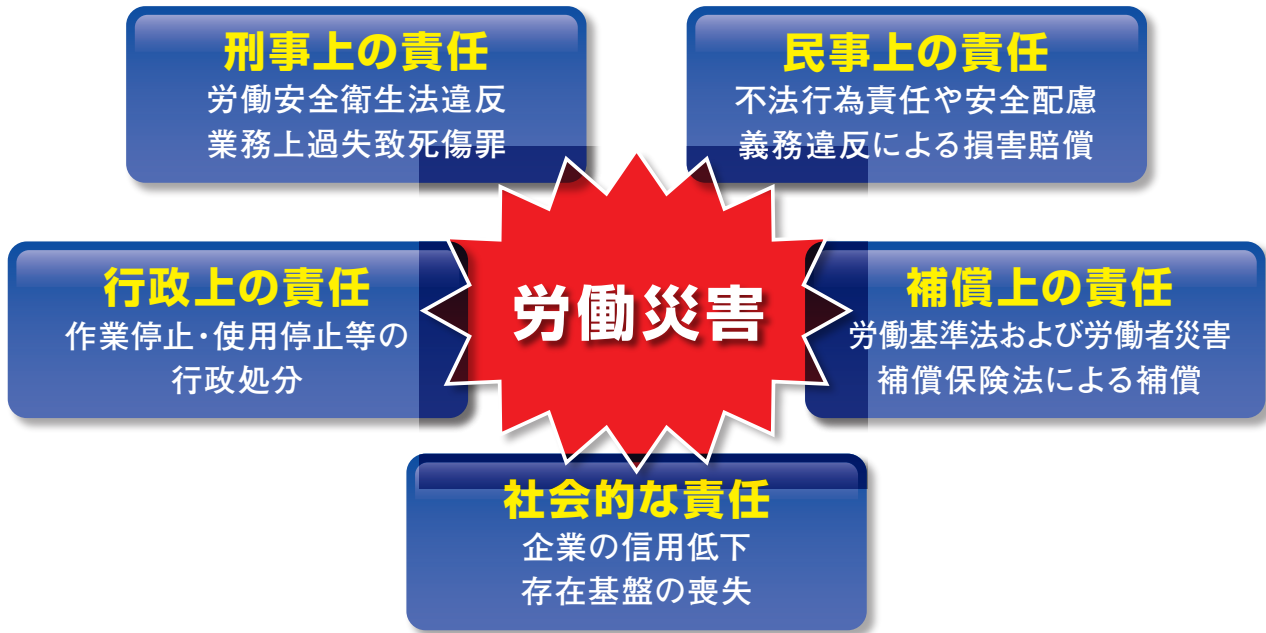 刑事上の責任
労働安全衛生法違反
業務上過失致死傷罪
民事上の責任
不法行為責任や安全配慮
義務違反による損害賠償
行政上の責任
作業停止・使用停止等の
行政処分
労働災害
補償上の責任
労働基準法および労働者災害
補償保険法による補償
社会的な責任
企業の信用低下
存在基盤の喪失